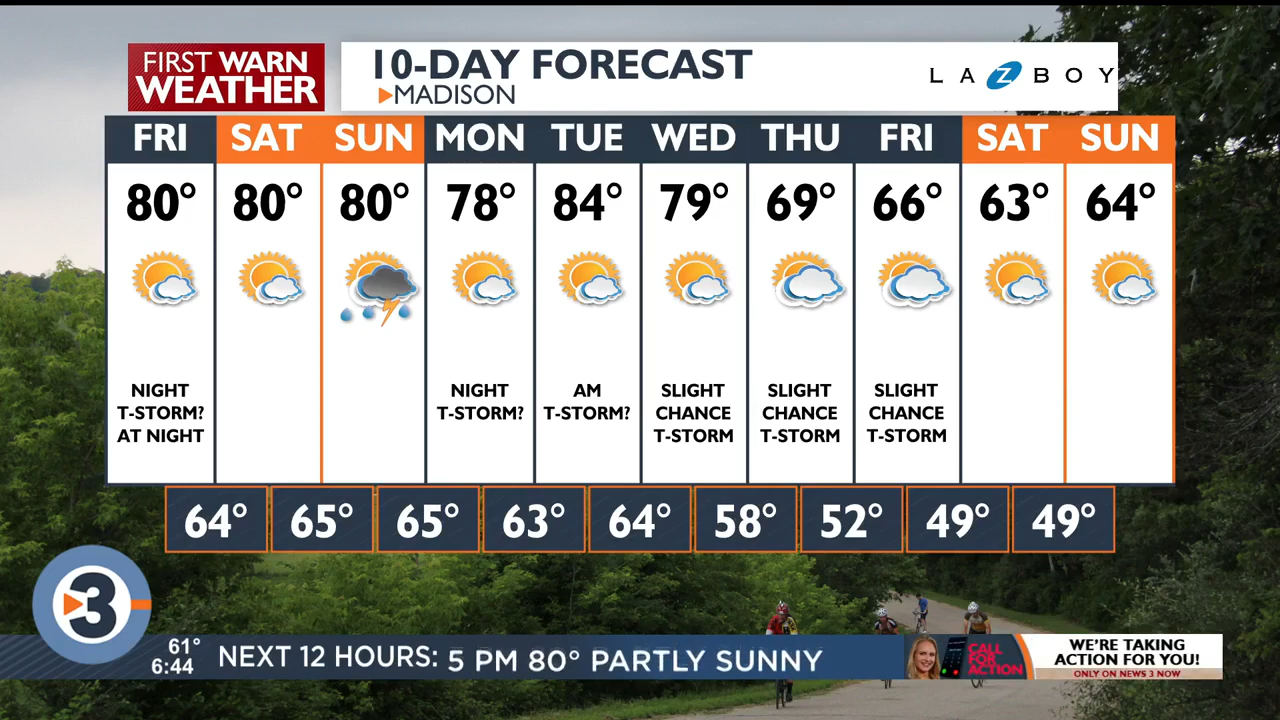 FIRST WARN
WEATHER
10-DAY FORECAST
MADISON
LA Z BOY
FRI SAT SUN MON TUE WED THU FRI SAT SUN
80° 80° 80° 78° 84° 79° 69° 66° 63° 64°
NIGHT
T-STORM?
AT NIGHT
NIGHT
T-STORM?
AM
T-STORM?
SLIGHT
CHANCE
T-STORM
SLIGHT
CHANCE
T-STORM
SLIGHT
CHANCE
T-STORM
64° 65° 65° 63° 64° 58° 52° 49° 49°
3
61°
6:44
NEXT 12 HOURS: 5 PM 80° PARTLY SUNNY
CALL
FOR
ACTION
WE'RE TAKING
ACTION FOR YOU!
ONLY ON NEWS 3 NOW